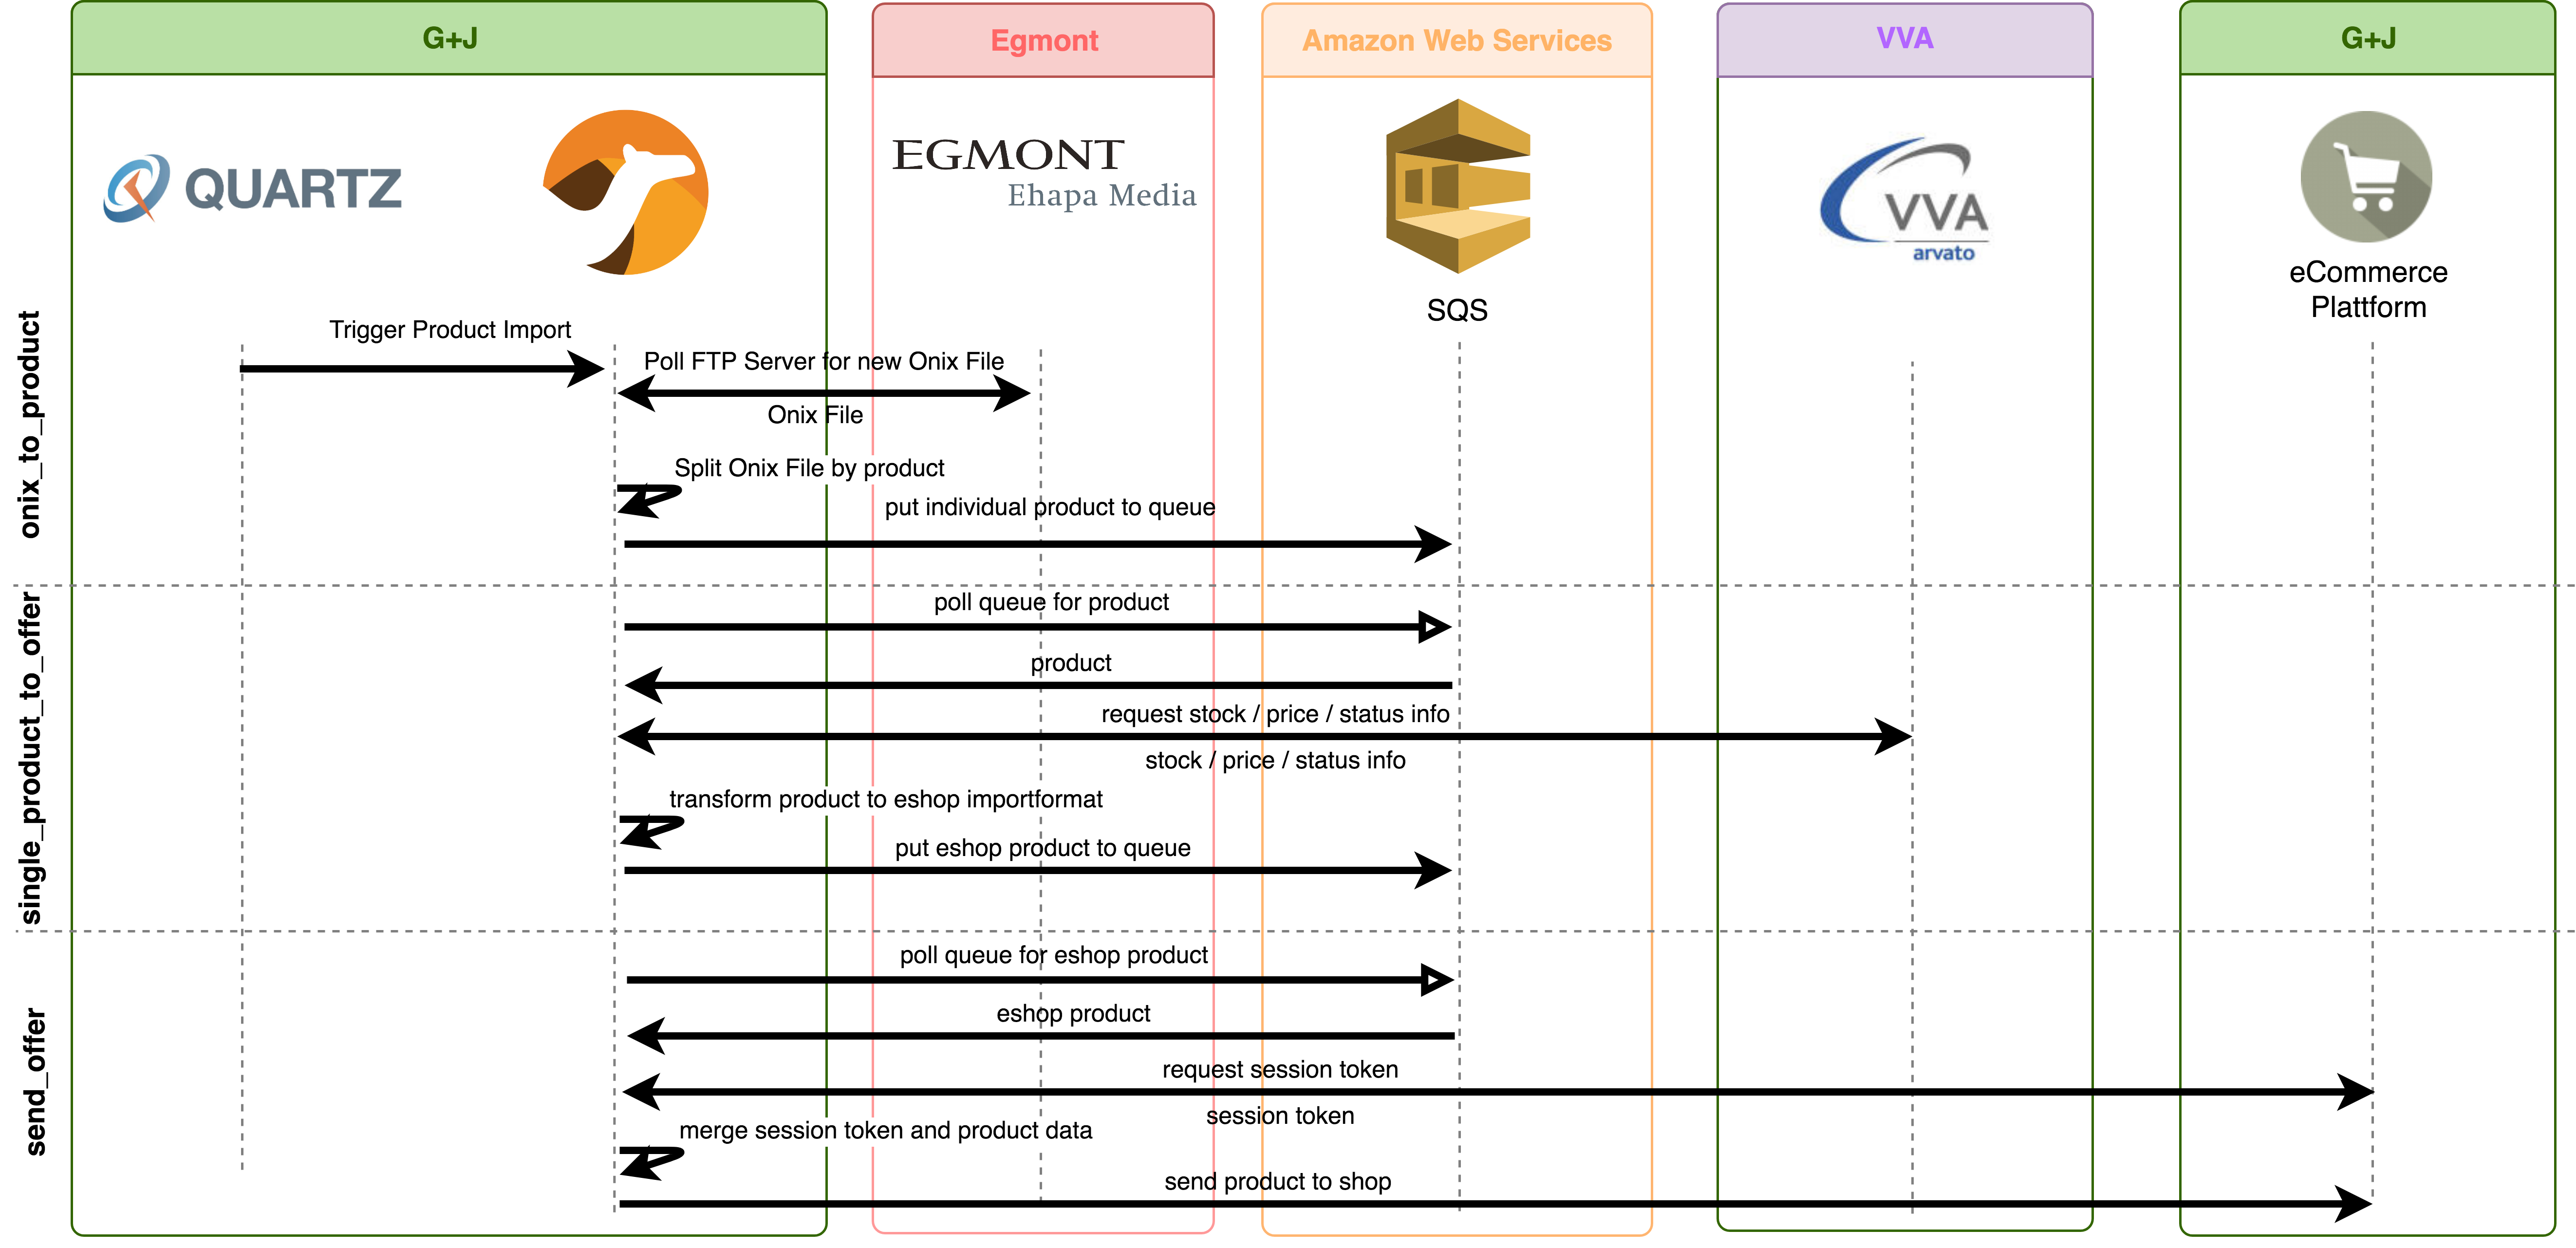 G+J
Egmont
Amazon Web Services
VVA
G+J
QUARTZ
EGMONT
Ehapa Media
VVA
arvato
eCommerce
Plattform
SQS
onix_to_product
Trigger Product Import
Poll FTP Server for new Onix File
Onix File
Split Onix File by product
put individual product to queue
single_product_to_offer
poll queue for product
product
request stock / price / status info
stock / price / status info
transform product to eshop importformat
put eshop product to queue
send_offer
poll queue for eshop product
eshop product
request session token
session token
merge session token and product data
send product to shop